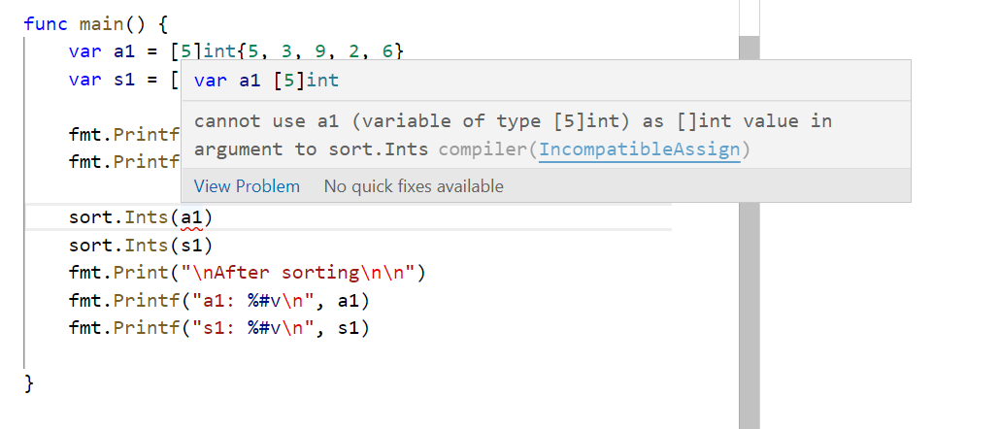 func main() {
var a1 = [5]int{5, 3, 9, 2, 6}
var s1 = [
var a1 [5]int
cannot use a1 (variable of type [5]int) as []int value in
argument to sort.Ints compiler(IncompatibleAssign)
View Problem No quick fixes available
fmt.Printf
fmt.Printf
sort.Ints(a1)
sort.Ints(s1)
fmt.Print("\nAfter sorting\n\n")
fmt.Printf("a1: %#v\n", a1)
fmt.Printf("s1: %#v\n", s1)
}